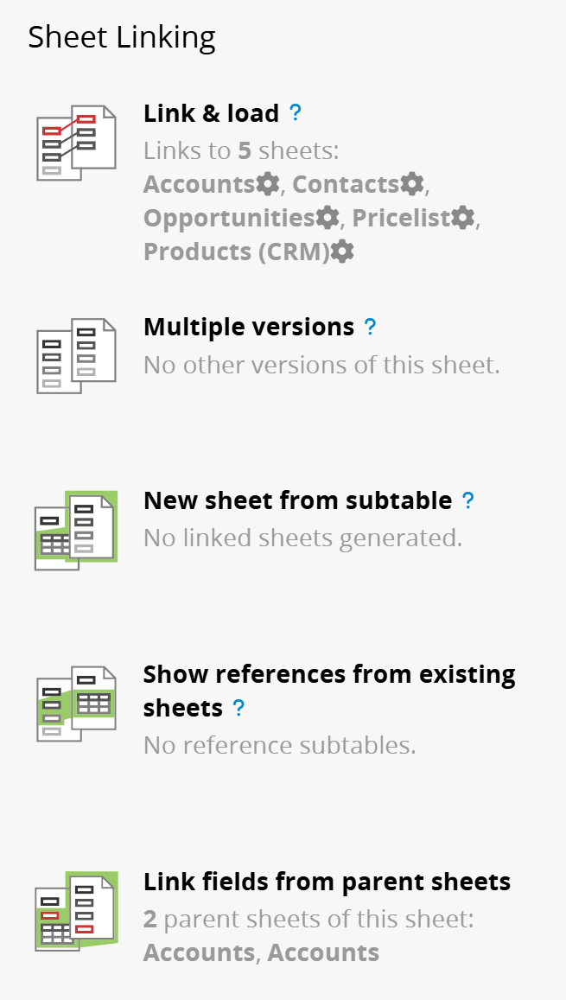 Sheet Linking
Link & load ?
Links to 5 sheets:
Accounts, Contacts,
Opportunities, Pricelist,
Products (CRM)
Multiple versions ?
No other versions of this sheet.
New sheet from subtable ?
No linked sheets generated.
Show references from existing
sheets ?
No reference subtables.
Link fields from parent sheets
2 parent sheets of this sheet:
Accounts, Accounts